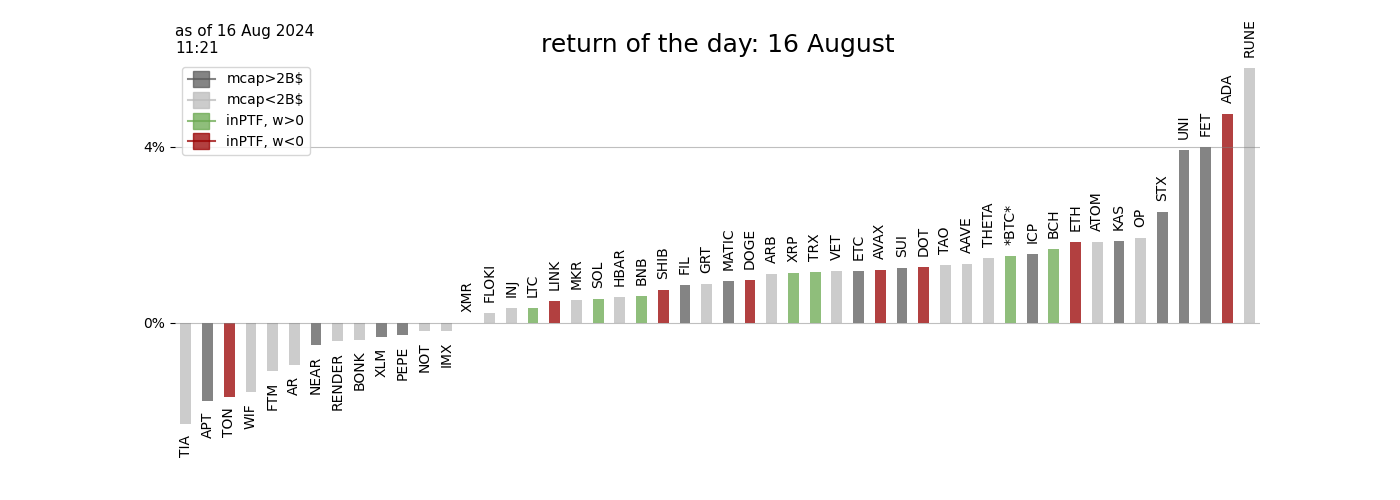 as of 16 Aug 2024
11:21
return of the day: 16 August
mcap>2B$
mcap<2B$
inPTF, w>0
inPTF, w<0
4%
0%
TIA
APT
TON
WIF
FTM
AR
NEAR
RENDER
BONK
XLM
PEPE
NOT
IMX
XMR
FLOKI
INJ
LTC
LINK
MKR
SOL
HBAR
BNB
SHIB
FIL
GRT
MATIC
DOGE
ARB
XRP
TRX
VET
ETC
AVAX
SUI
DOT
TAO
AAVE
THETA
*BTC*
ICP
BCH
ETH
ATOM
KAS
OP
STX
UNI
FET
ADA
RUNE